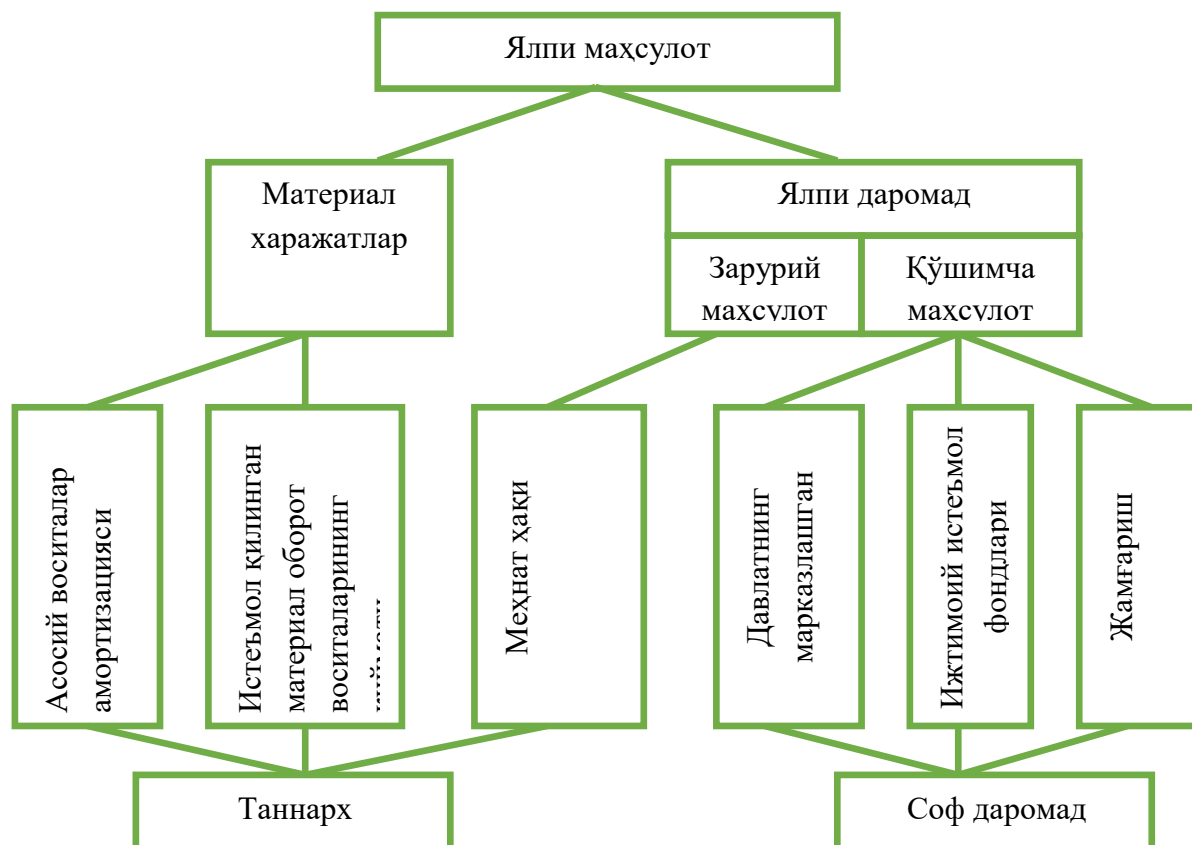 Ялпи маҳсулот
Материал
харажатлар
Ялпи даромад
Зарурий
маҳсулот
Қўшимча
маҳсулот
Асосий воситалар
амортизацияси
Истеъмол қилинган
материал оборот
воситаларининг
Меҳнат ҳақи
Давлатнинг
марказлашган
Ижтимоий истеъмол
фондлари
Жамғариш
Таннарх
Соф даромад